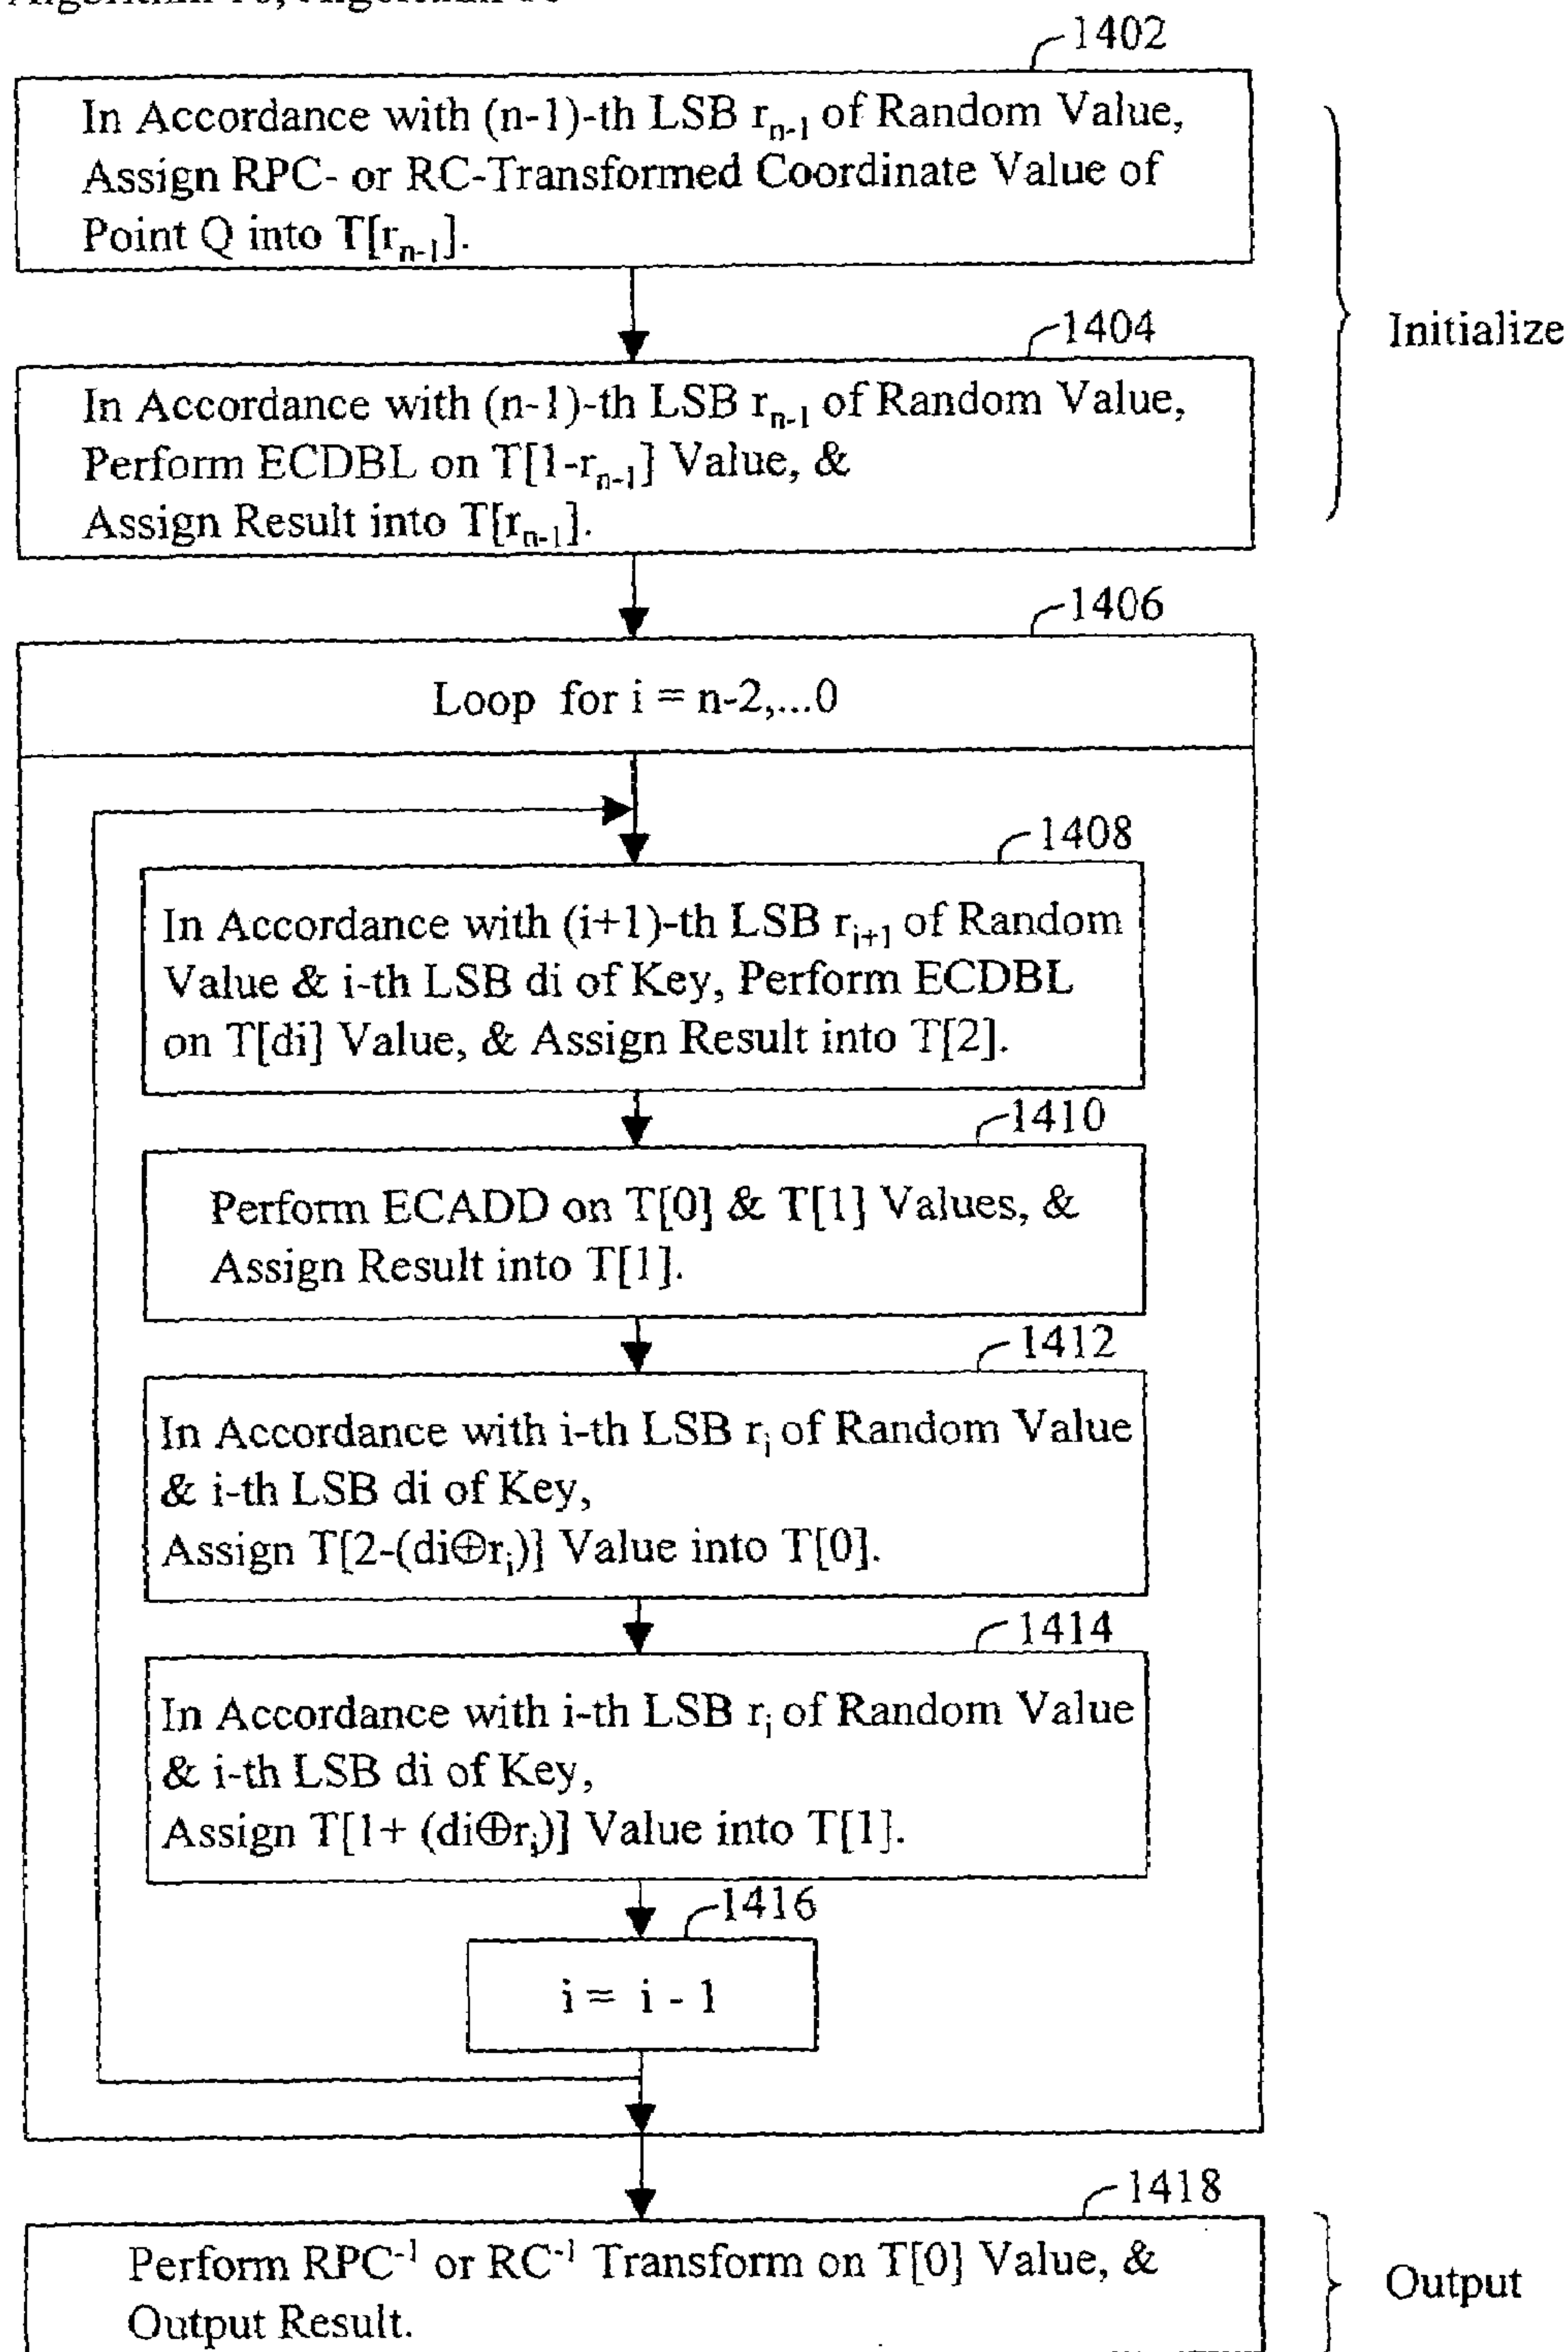 1402
In Accordance with (n-1)-th LSB rₙ₋₁ of Random Value,
Assign RPC- or RC-Transformed Coordinate Value of
Point Q into T[rₙ₋₁].
Initialize
1404
In Accordance with (n-1)-th LSB rₙ₋₁ of Random Value,
Perform ECDBL on T[1-rₙ₋₁] Value, &
Assign Result into T[rₙ₋₁].
1406
Loop for i = n-2,...0
1408
In Accordance with (i+1)-th LSB rᵢ₊₁ of Random
Value & i-th LSB di of Key, Perform ECDBL
on T[di] Value, & Assign Result into T[2].
1410
Perform ECADD on T[0] & T[1] Values, &
Assign Result into T[1].
1412
In Accordance with i-th LSB rᵢ of Random Value
& i-th LSB di of Key,
Assign T[2-(di⊕rᵢ)] Value into T[0].
1414
In Accordance with i-th LSB rᵢ of Random Value
& i-th LSB di of Key,
Assign T[1+ (di⊕rᵢ)] Value into T[1].
1416
i = i - 1
1418
Perform RPC⁻¹ or RC⁻¹ Transform on T[0] Value, &
Output Result.
Output